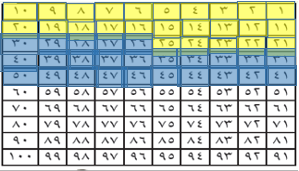 ١ ٢ ٣ ٤ ٥ ٦ ٧ ٨ ٩ ١٠
١١ ١٢ ١٣ ١٤ ١٥ ١٦ ١٧ ١٨ ١٩ ٢٠
٢١ ٢٢ ٢٣ ٢٤ ٢٥ ٢٦ ٢٧ ٢٨ ٢٩ ٣٠
٣١ ٣٢ ٣٣ ٣٤ ٣٥ ٣٦ ٣٧ ٣٨ ٣٩ ٤٠
٤١ ٤٢ ٤٣ ٤٤ ٤٥ ٤٦ ٤٧ ٤٨ ٤٩ ٥٠
٥١ ٥٢ ٥٣ ٥٤ ٥٥ ٥٦ ٥٧ ٥٨ ٥٩ ٦٠
٦١ ٦٢ ٦٣ ٦٤ ٦٥ ٦٦ ٦٧ ٦٨ ٦٩ ٧٠
٧١ ٧٢ ٧٣ ٧٤ ٧٥ ٧٦ ٧٧ ٧٨ ٧٩ ٨٠
٨١ ٨٢ ٨٣ ٨٤ ٨٥ ٨٦ ٨٧ ٨٨ ٨٩ ٩٠
٩١ ٩٢ ٩٣ ٩٤ ٩٥ ٩٦ ٩٧ ٩٨ ٩٩ ١٠٠